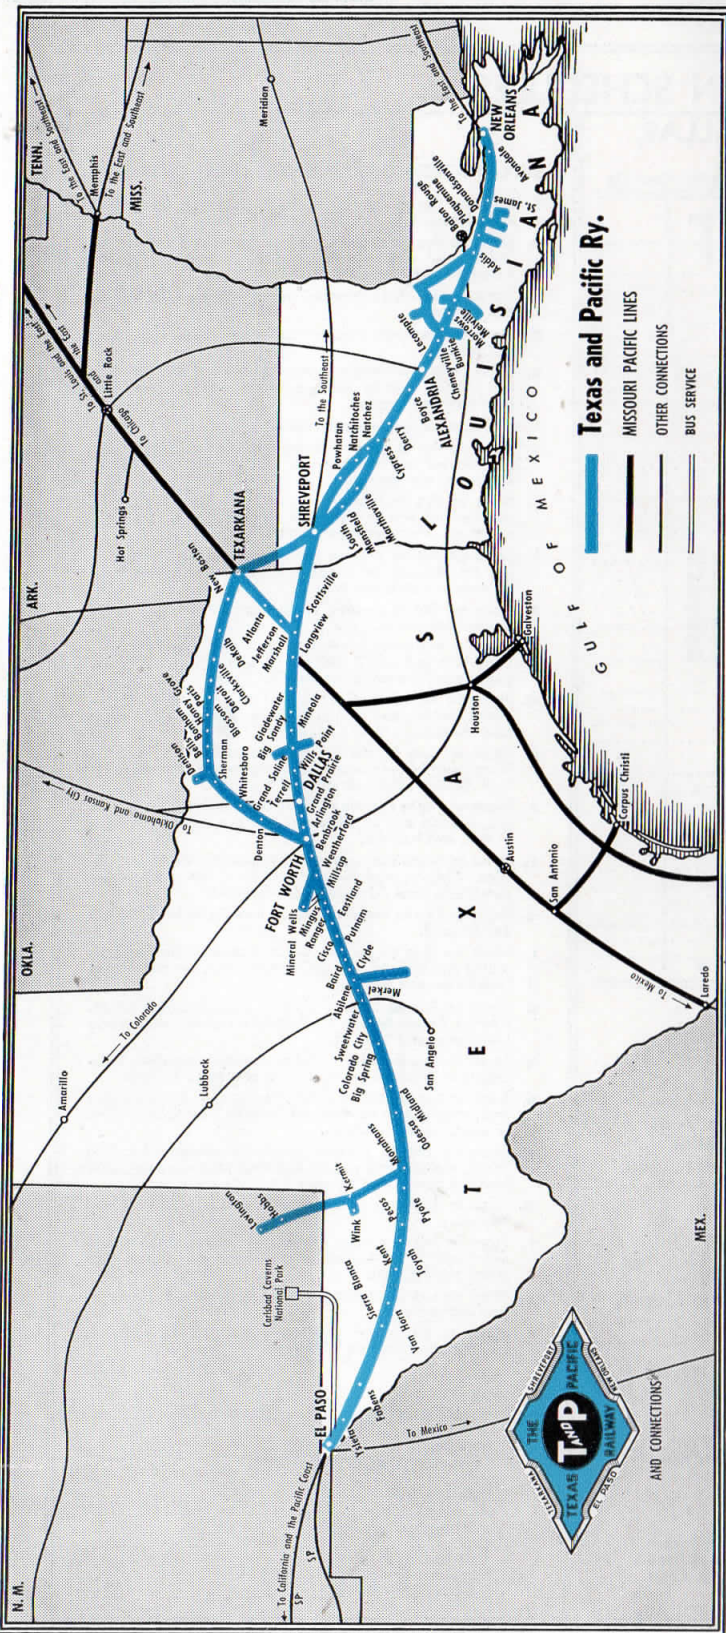 N. M.
OKLA.
ARK.
TENN.
MISS.
To the East and Southeast
Memphis
To the East and Southeast
Meridian
To the East and Southeast
To St. Louis and the East
To Chicago and the East
Little Rock
Hot Springs
To Oklahoma and Kansas City
To Colorado
Amarillo
Lubbock
San Angelo
Carlsbad Caverns
National Park
To California and the Pacific Coast
SP
SP
EL PASO
Ysleta
Fabens
To Mexico
Sierra Blanca
Van Horn
Kent
Toyah
Pecos
Pyote
Lovington
Hobbs
Kermit
Wink
Monahans
Odessa
Midland
Big Spring
Colorado City
Sweetwater
Merkel
Abilene
Clyde
Baird
Putnam
Cisco
Eastland
Ranger
Mingus
Mineral Wells
Millsap
Weatherford
Benbrook
FORT WORTH
Arlington
Grand Prairie
DALLAS
Terrell
Wills Point
Grand Saline
Mineola
Big Sandy
Gladewater
Longview
Marshall
Jefferson
Atlanta
Scottsville
Denton
Whitesboro
Sherman
Denison
Bells
Bonham
Honey Grove
Paris
Blossom
Detroit
Clarksville
DeKalb
New Boston
TEXARKANA
SHREVEPORT
To the Southeast
South
Mansfield
Marthaville
Powhatan
Natchitoches
Natchez
Cypress
Derry
Boyce
ALEXANDRIA
Lecompte
Cheneyville
Bunkie
Morrows
Melville
Addis
Baton Rouge
Plaquemine
Donaldsonville
St. James
Avondale
NEW
ORLEANS
TEXAS
LOUISIANA
GULF OF MEXICO
Galveston
Houston
Corpus Christi
Austin
San Antonio
To Mexico
Laredo
MEX.
Texas and Pacific Ry.
MISSOURI PACIFIC LINES
OTHER CONNECTIONS
BUS SERVICE
TEXARKANA
SHREVEPORT
THE
TEXAS
T AND P
PACIFIC
RAILWAY
EL PASO
NEW ORLEANS
AND CONNECTIONS